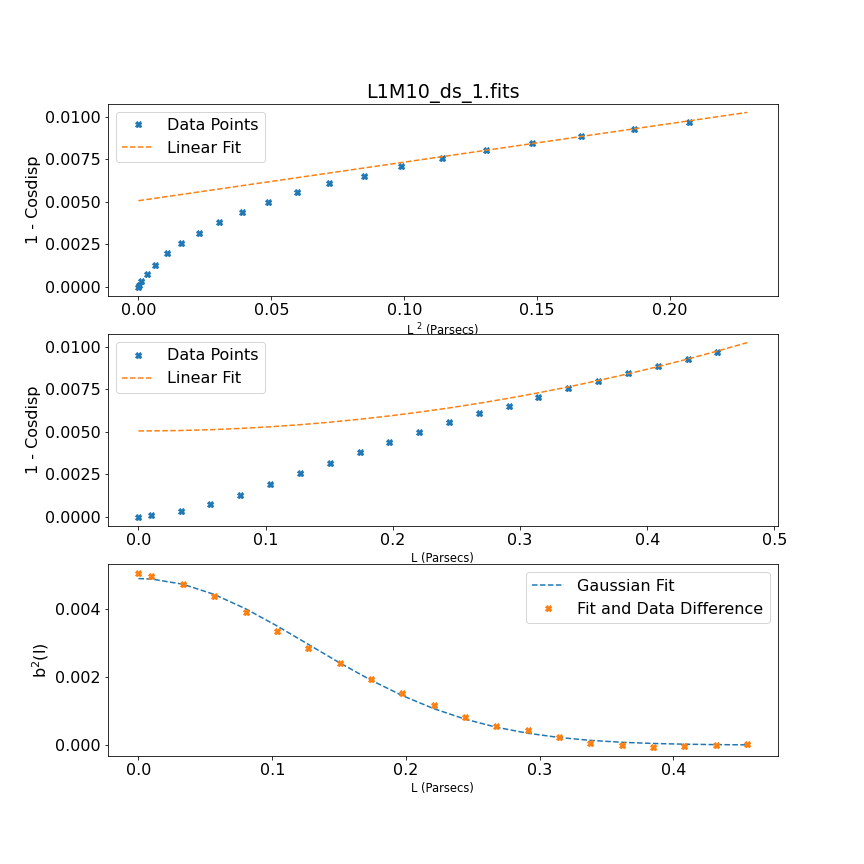 L1M10_ds_1.fits
0.0100
0.0075
0.0050
0.0025
0.0000
1 - Cosdisp
Data Points
Linear Fit
0.00 0.05 0.10 0.15 0.20
L ² (Parsecs)
0.0100
0.0075
0.0050
0.0025
0.0000
1 - Cosdisp
Data Points
Linear Fit
0.0 0.1 0.2 0.3 0.4 0.5
L (Parsecs)
0.004
0.002
0.000
b²(l)
Gaussian Fit
Fit and Data Difference
0.0 0.1 0.2 0.3 0.4
L (Parsecs)